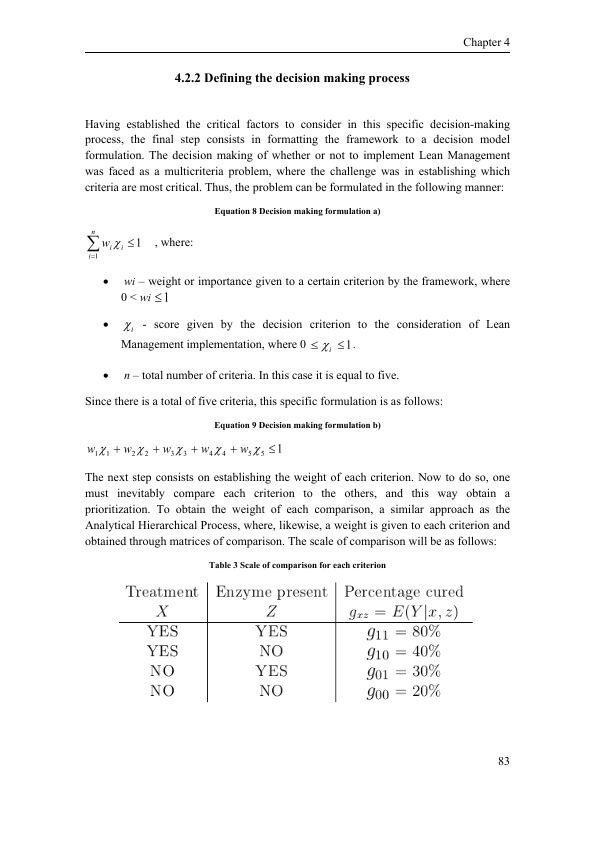 Chapter 4
4.2.2 Defining the decision making process
Having established the critical factors to consider in this specific decision-making
process, the final step consists in formatting the framework to a decision model
formulation. The decision making of whether or not to implement Lean Management
was faced as a multicriteria problem, where the challenge was in establishing which
criteria are most critical. Thus, the problem can be formulated in the following manner:
Equation 8 Decision making formulation a)
$\sum_{i=1}^{n} w_i \chi_i \leq 1$ , where:
• wi – weight or importance given to a certain criterion by the framework, where
0 < wi ≤ 1
• $\chi_i$ - score given by the decision criterion to the consideration of Lean
Management implementation, where 0 ≤ $\chi_i$ ≤ 1.
• n – total number of criteria. In this case it is equal to five.
Since there is a total of five criteria, this specific formulation is as follows:
Equation 9 Decision making formulation b)
$w_1\chi_1 + w_2\chi_2 + w_3\chi_3 + w_4\chi_4 + w_5\chi_5 \leq 1$
The next step consists on establishing the weight of each criterion. Now to do so, one
must inevitably compare each criterion to the others, and this way obtain a
prioritization. To obtain the weight of each comparison, a similar approach as the
Analytical Hierarchical Process, where, likewise, a weight is given to each criterion and
obtained through matrices of comparison. The scale of comparison will be as follows:
Table 3 Scale of comparison for each criterion
Treatment Enzyme present Percentage cured
X Z $g_{xz} = E(Y|x, z)$
YES YES $g_{11}$ = 80%
YES NO $g_{10}$ = 40%
NO YES $g_{01}$ = 30%
NO NO $g_{00}$ = 20%
83